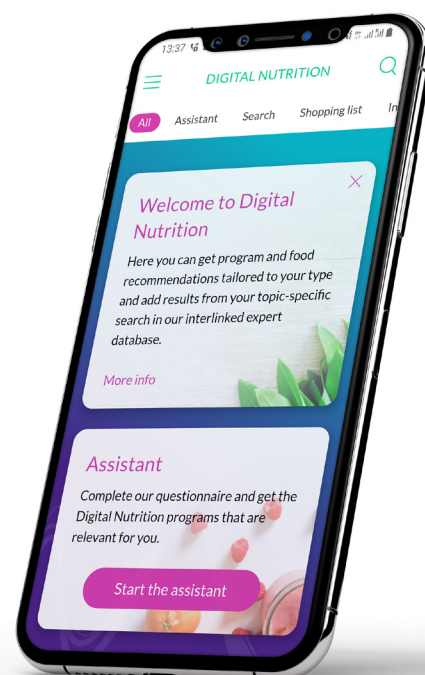 13:37
DIGITAL NUTRITION
All Assistant Search Shopping list In
Welcome to Digital
Nutrition
Here you can get program and food
recommendations tailored to your type
and add results from your topic-specific
search in our interlinked expert
database.
More info
Assistant
Complete our questionnaire and get the
Digital Nutrition programs that are
relevant for you.
Start the assistant